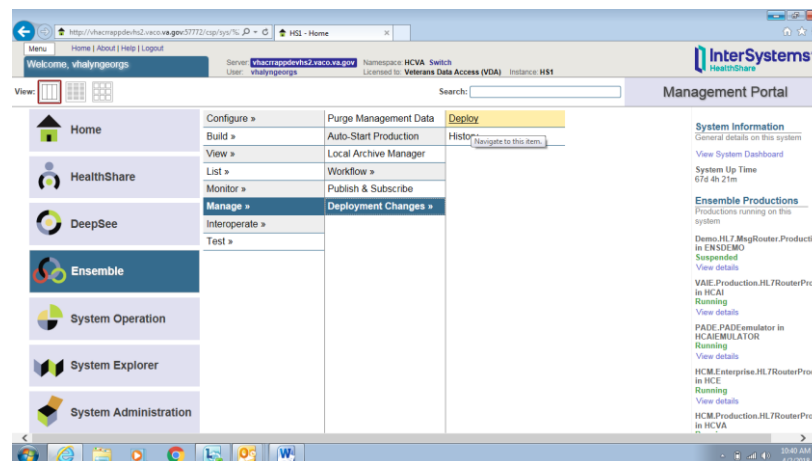 http://vhacrrappdevhs2.vaco.va.gov:57772/csp/sys/%
HS1 - Home
Menu
Home | About | Help | Logout
Welcome, vhalyngeorgs
Server: vhacrrappdevhs2.vaco.va.gov Namespace: HCVA Switch
User: vhalyngeorgs Licensed to: Veterans Data Access (VDA) Instance: HS1
InterSystems
HealthShare
View:
Search:
Management Portal
Home
HealthShare
DeepSee
Ensemble
System Operation
System Explorer
System Administration
Configure »
Build »
View »
List »
Monitor »
Manage »
Interoperate »
Test »
Purge Management Data
Auto-Start Production
Local Archive Manager
Workflow »
Publish & Subscribe
Deployment Changes »
Deploy
History
Navigate to this item.
System Information
General details on this system
View System Dashboard
System Up Time
67d 4h 21m
Ensemble Productions
Productions running on this
system
Demo.HL7.MsgRouter.Producti
in ENSDEMO
Suspended
View details
VAIE.Production.HL7RouterPro
in HCAI
Running
View details
PADE.PADEemulator in
HCAIEMULATOR
Running
View details
HCM.Enterprise.HL7RouterPro
in HCE
Running
View details
HCM.Production.HL7RouterPro
in HCVA
10:40 AM